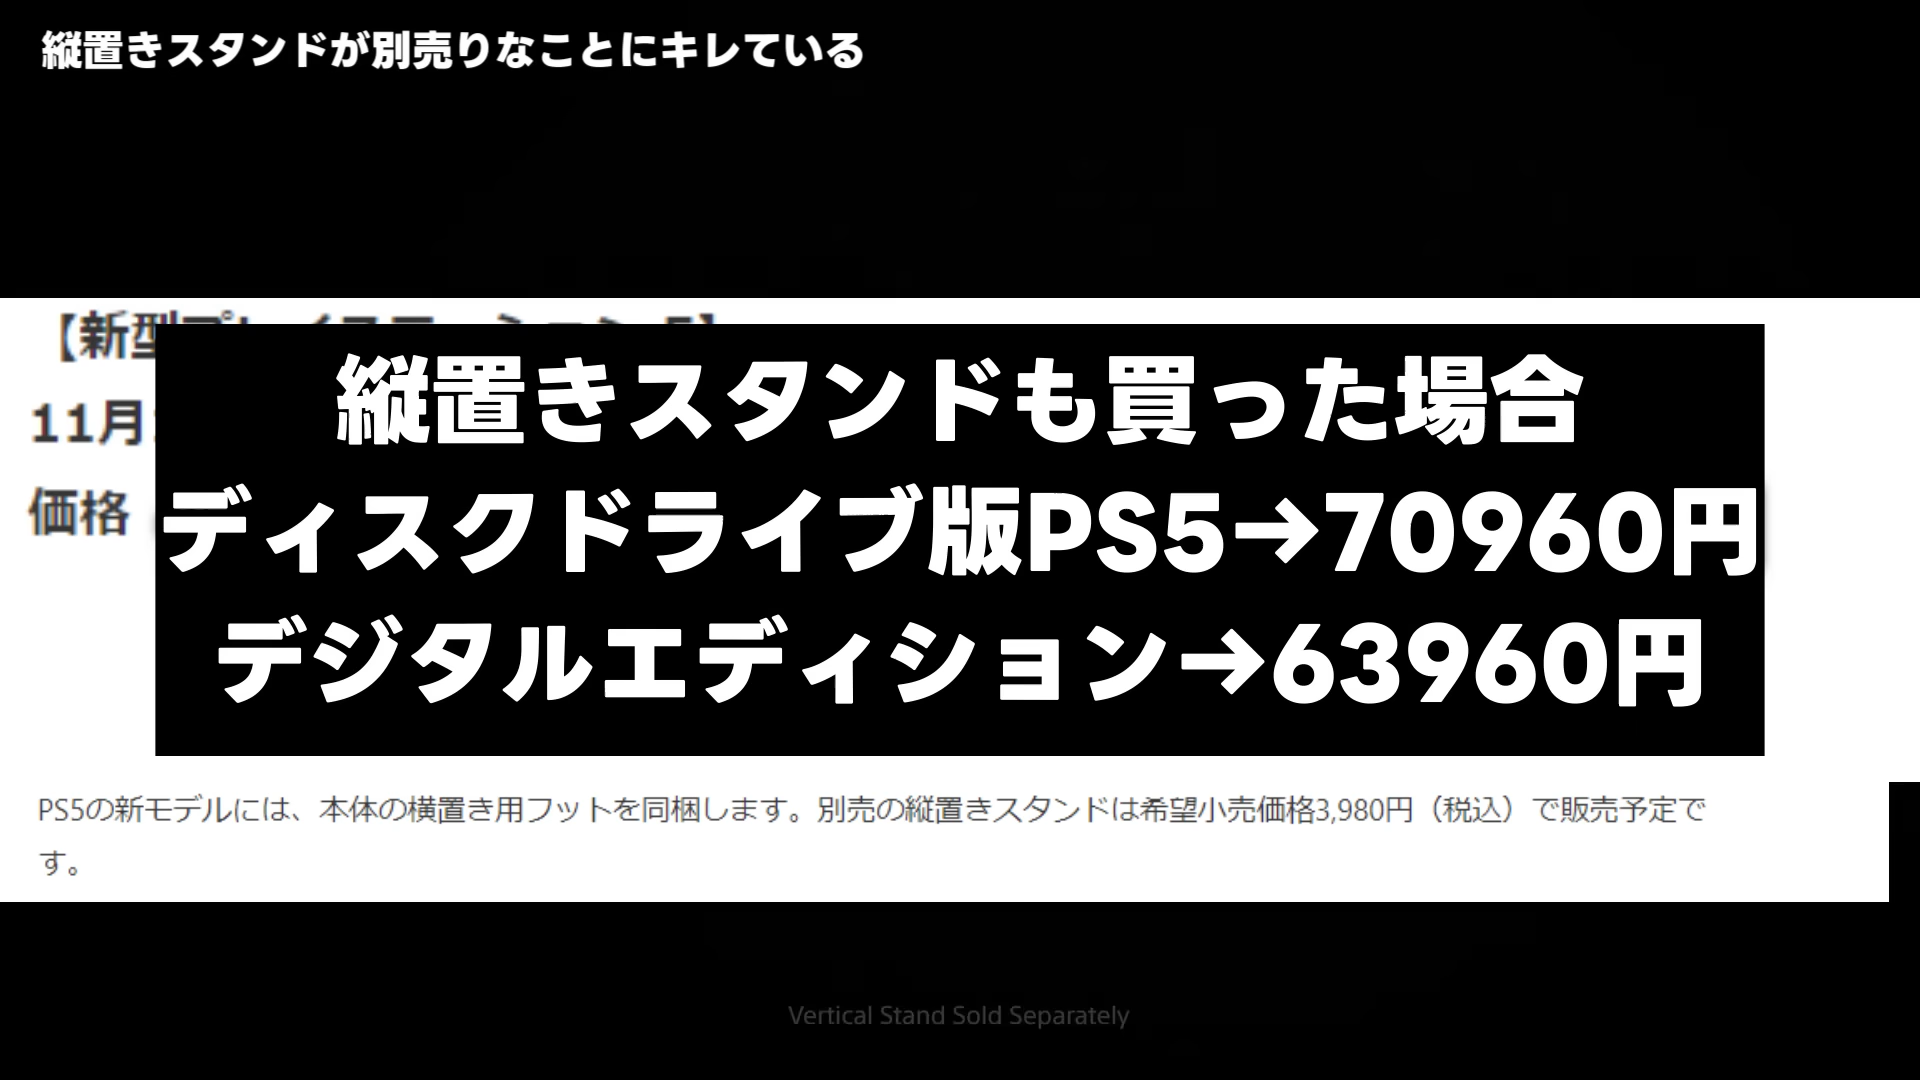 縦置きスタンドが別売りなことにキレている
【新型
11月
価格
縦置きスタンドも買った場合
ディスクドライブ版PS5→70960円
デジタルエディション→63960円
PS5の新モデルには、本体の横置き用フットを同梱します。別売の縦置きスタンドは希望小売価格3,980円（税込）で販売予定で
す。
Vertical Stand Sold Separately